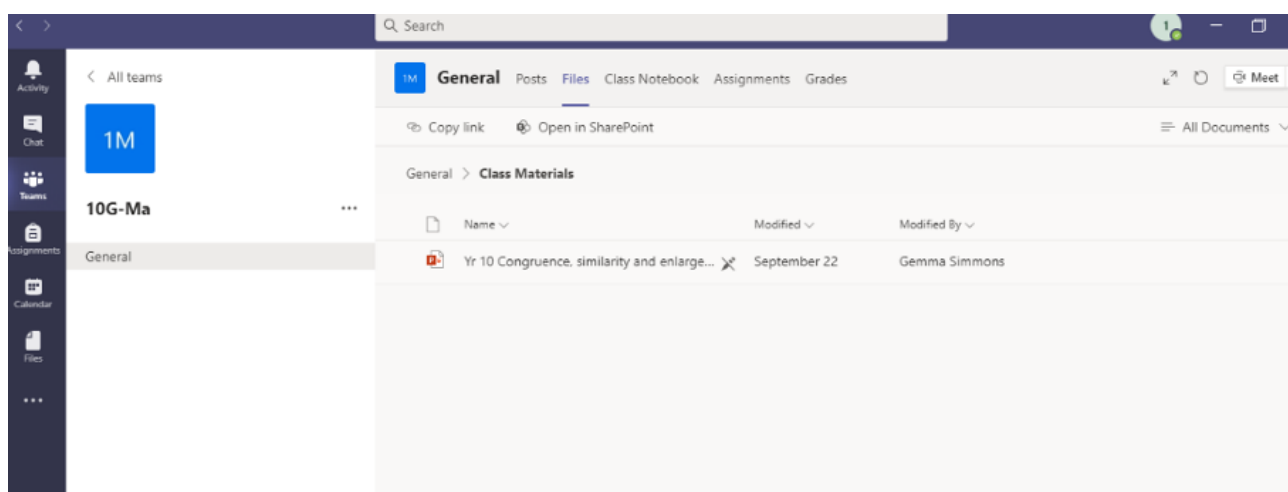 Search
1
Activity
Chat
Teams
Assignments
Calendar
Files
All teams
1M
10G-Ma
General
1M General Posts Files Class Notebook Assignments Grades
Meet
Copy link Open in SharePoint
All Documents
General > Class Materials
Name Modified Modified By
Yr 10 Congruence, similarity and enlarge... September 22 Gemma Simmons